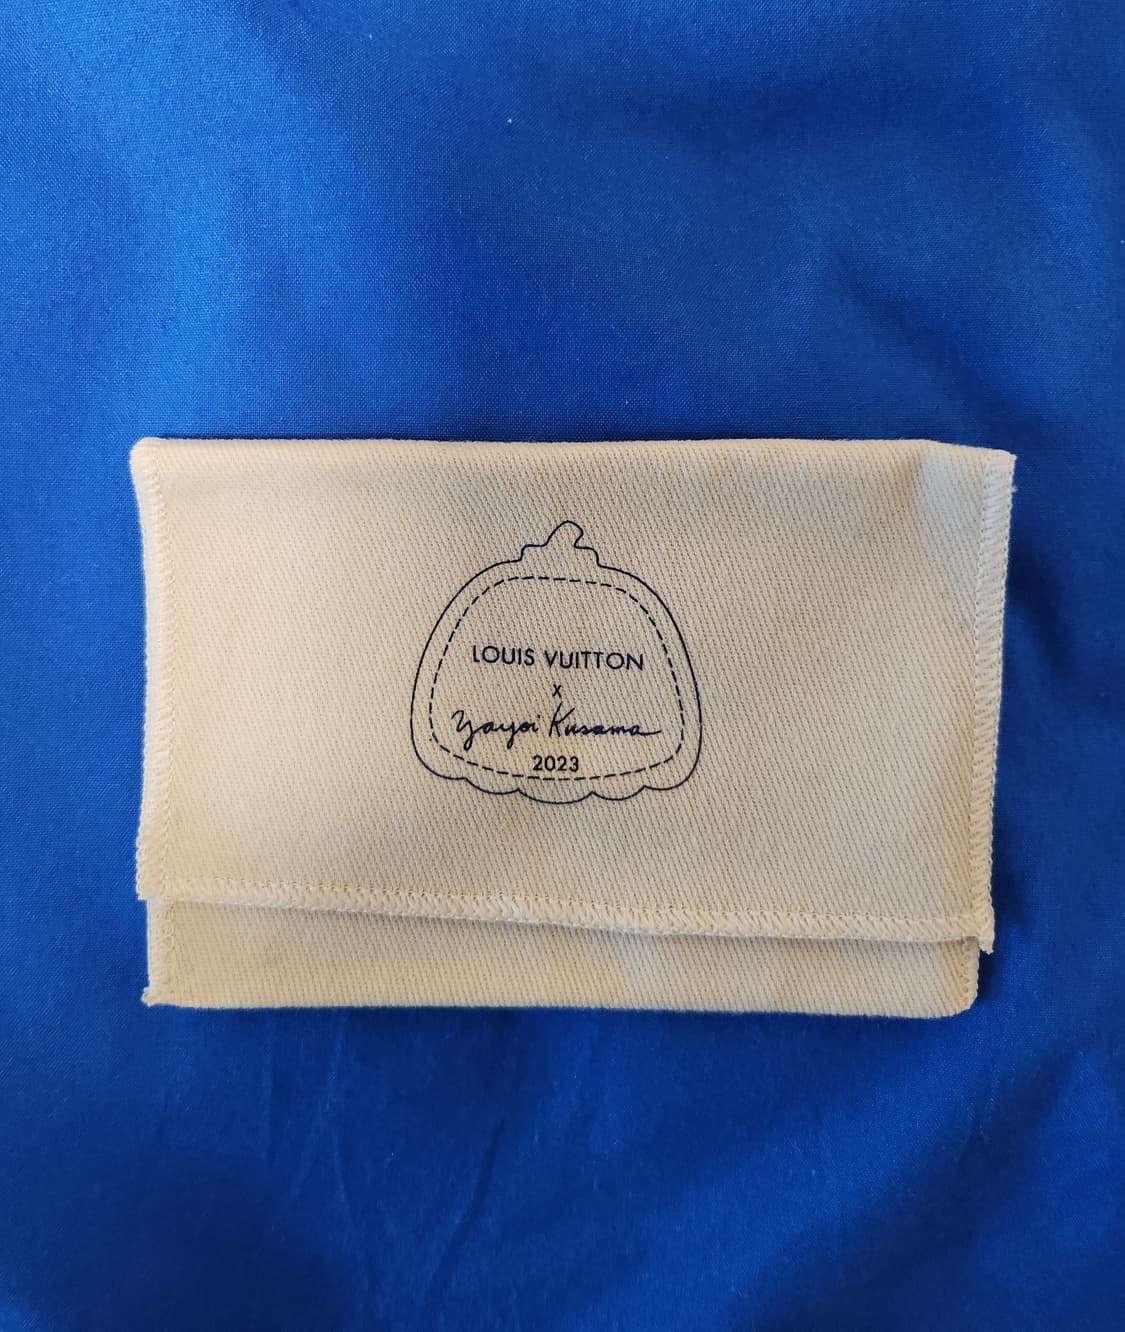 LOUIS VUITTON
x
Yayoi Kusama
2023